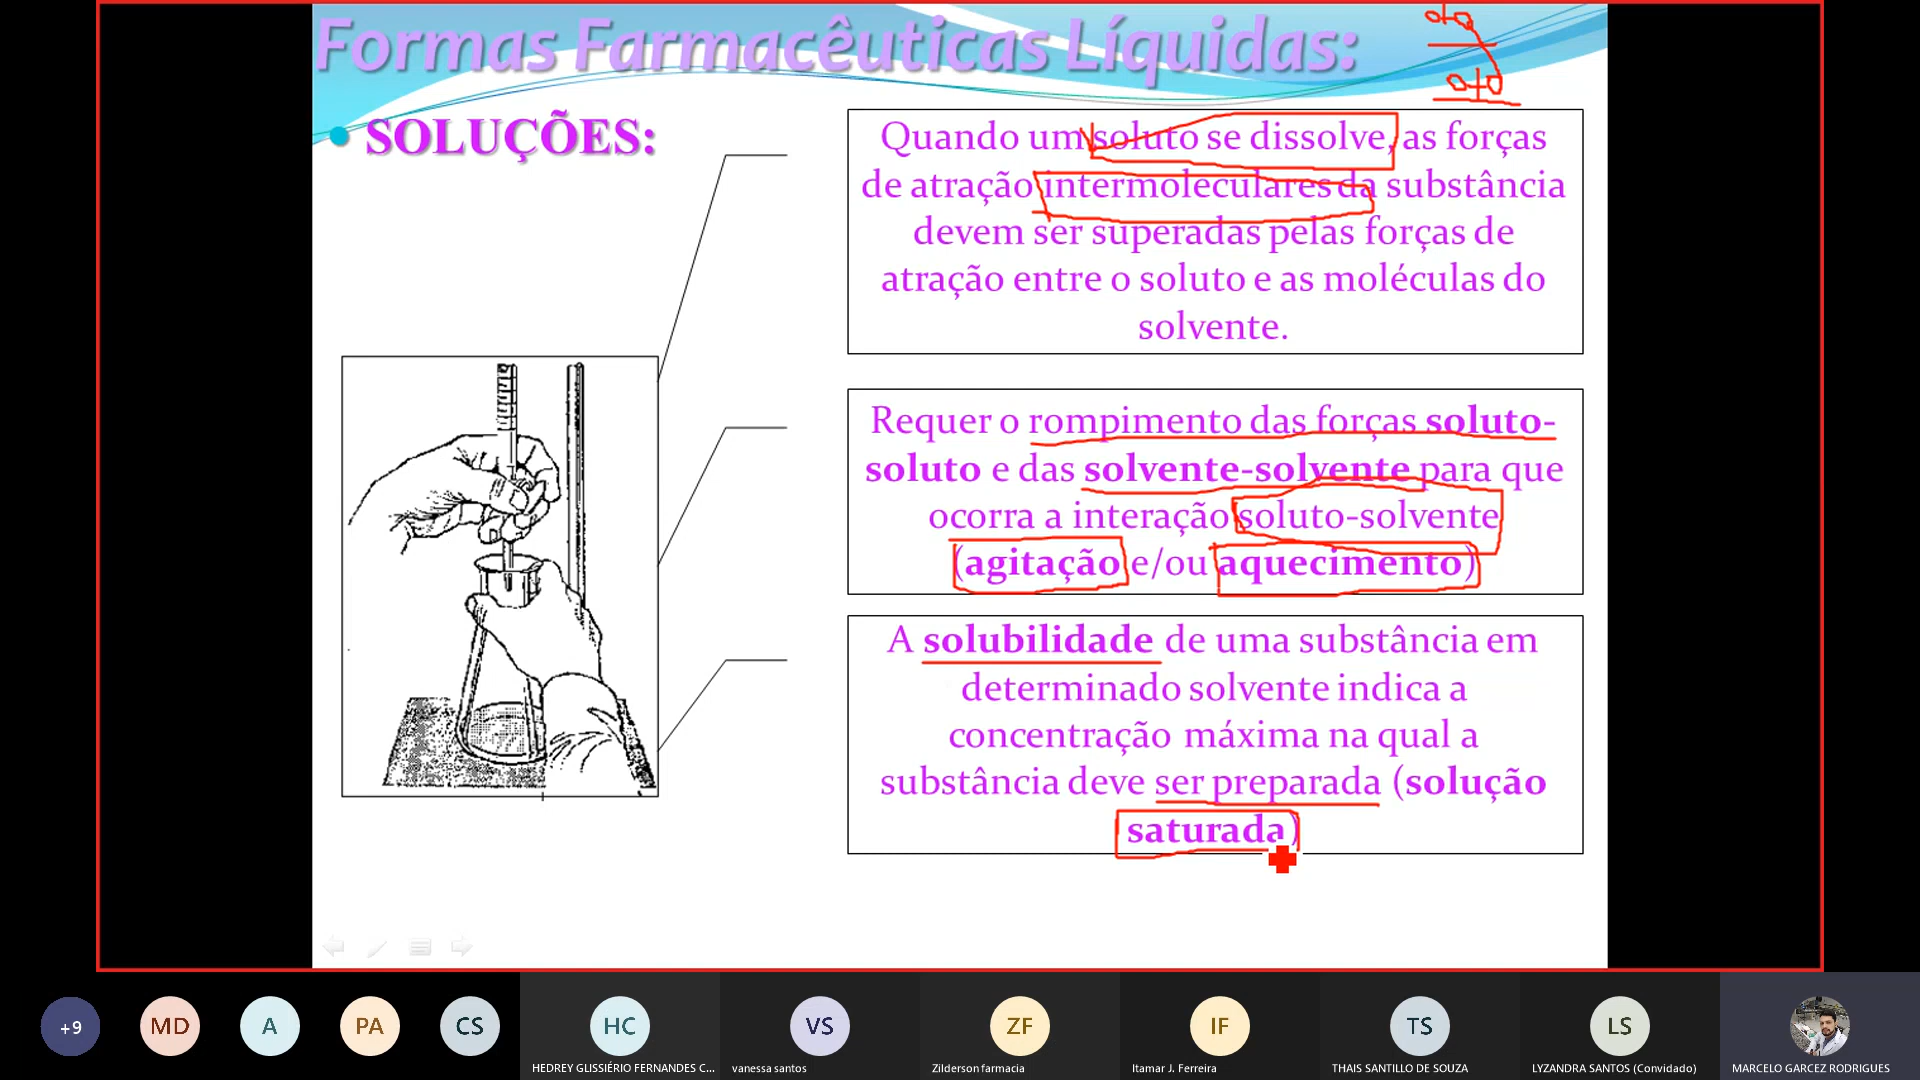 Formas Farmacêuticas Líquidas:
• SOLUÇÕES:
Quando um soluto se dissolve, as forças
de atração intermoleculares da substância
devem ser superadas pelas forças de
atração entre o soluto e as moléculas do
solvente.
Requer o rompimento das forças soluto-
soluto e das solvente-solvente para que
ocorra a interação soluto-solvente
(agitação e/ou aquecimento)
A solubilidade de uma substância em
determinado solvente indica a
concentração máxima na qual a
substância deve ser preparada (solução
saturada)
+9
MD
A
PA
CS
HC
VS
ZF
IF
TS
LS
HEDREY GLISSIÉRIO FERNANDES C...
vanessa santos
Zilderson farmacia
Itamar J. Ferreira
THAIS SANTILLO DE SOUZA
LYZANDRA SANTOS (Convidado)
MARCELO GARCEZ RODRIGUES